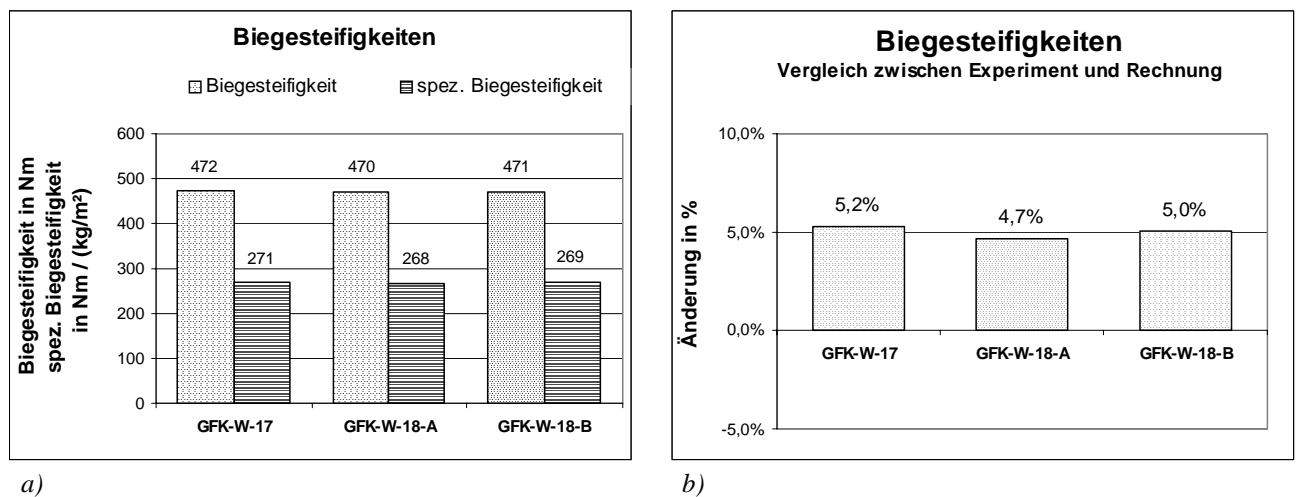 Biegesteifigkeiten
Biegesteifigkeit
spez. Biegesteifigkeit
Biegesteifigkeit in Nm
spez. Biegesteifigkeit
in Nm / (kg/m²)
600
500
400
300
200
100
0
472
470
471
271
268
269
GFK-W-17
GFK-W-18-A
GFK-W-18-B
a)
Biegesteifigkeiten
Vergleich zwischen Experiment und Rechnung
Änderung in %
10,0%
5,0%
0,0%
-5,0%
5,2%
4,7%
5,0%
GFK-W-17
GFK-W-18-A
GFK-W-18-B
b)